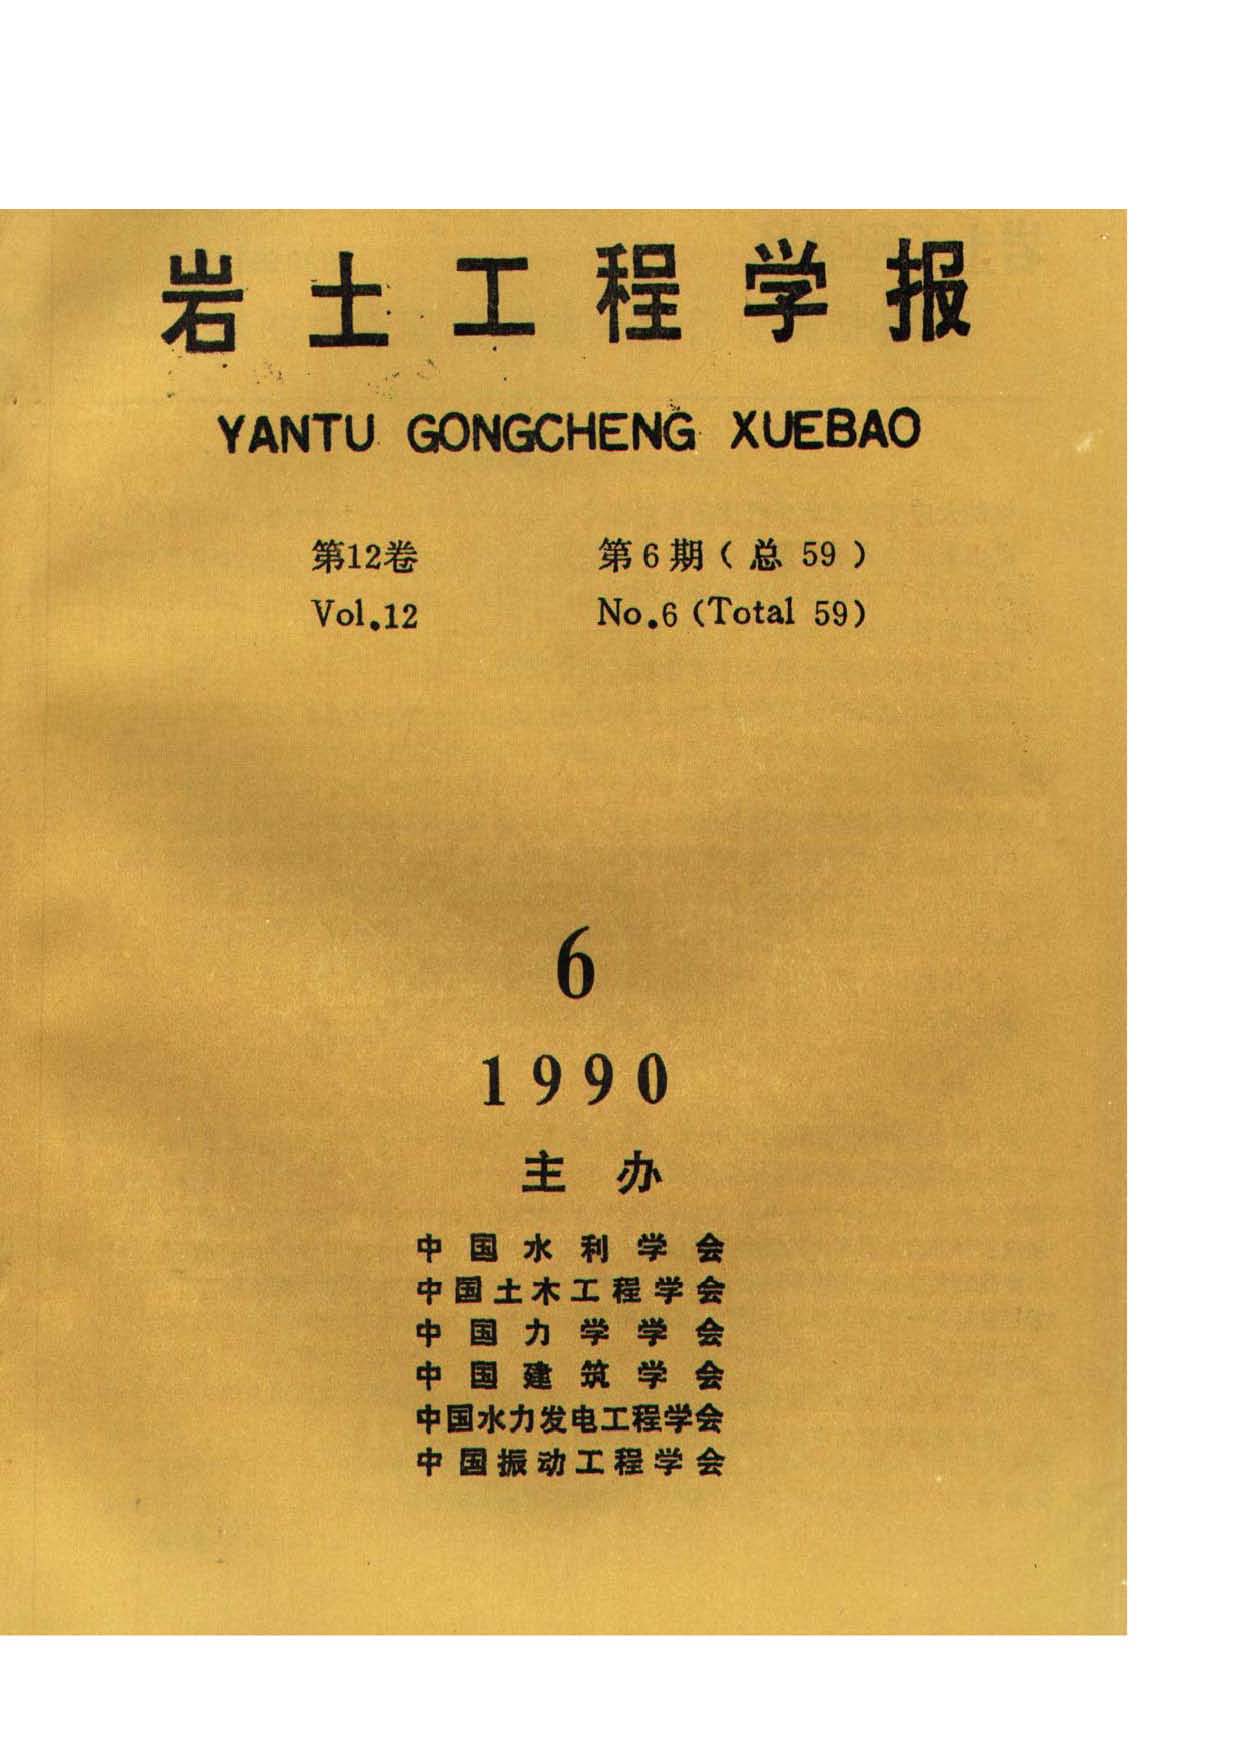 岩土工程学报
YANTU GONGCHENG XUEBAO
第12卷 第6期（总 59）
Vol.12 No.6 (Total 59)
6
1990
主办
中国水利学会
中国土木工程学会
中国力学学会
中国建筑学会
中国水力发电工程学会
中国振动工程学会